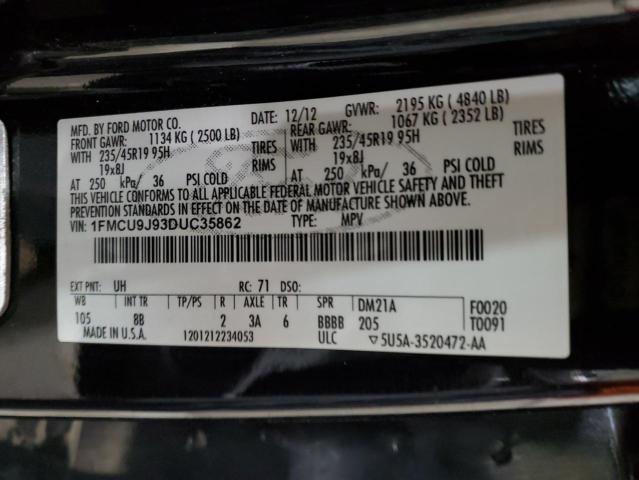 MFD. BY FORD MOTOR CO. DATE: 12/12 GVWR: 2195 KG ( 4840 LB)
FRONT GAWR: 1134 KG ( 2500 LB) REAR GAWR: 1067 KG ( 2352 LB)
WITH 235/45R19 95H TIRES WITH 235/45R19 95H TIRES
19x8J RIMS 19x8J RIMS
AT 250 kPa/ 36 PSI COLD AT 250 kPa/ 36 PSI COLD
THIS VEHICLE CONFORMS TO ALL APPLICABLE FEDERAL MOTOR VEHICLE SAFETY AND THEFT
PREVENTION STANDARDS IN EFFECT ON THE DATE OF MANUFACTURE SHOWN ABOVE.
VIN: 1FMCU9J93DUC35862 TYPE: MPV
EXT PNT: UH RC: 71 DSO:
WB INT TR TP/PS R AXLE TR SPR DM21A F0020
105 8B 2 3A 6 BBBB 205 T0091
MADE IN U.S.A. 1201212234053 ULC ▽5U5A-3520472-AA